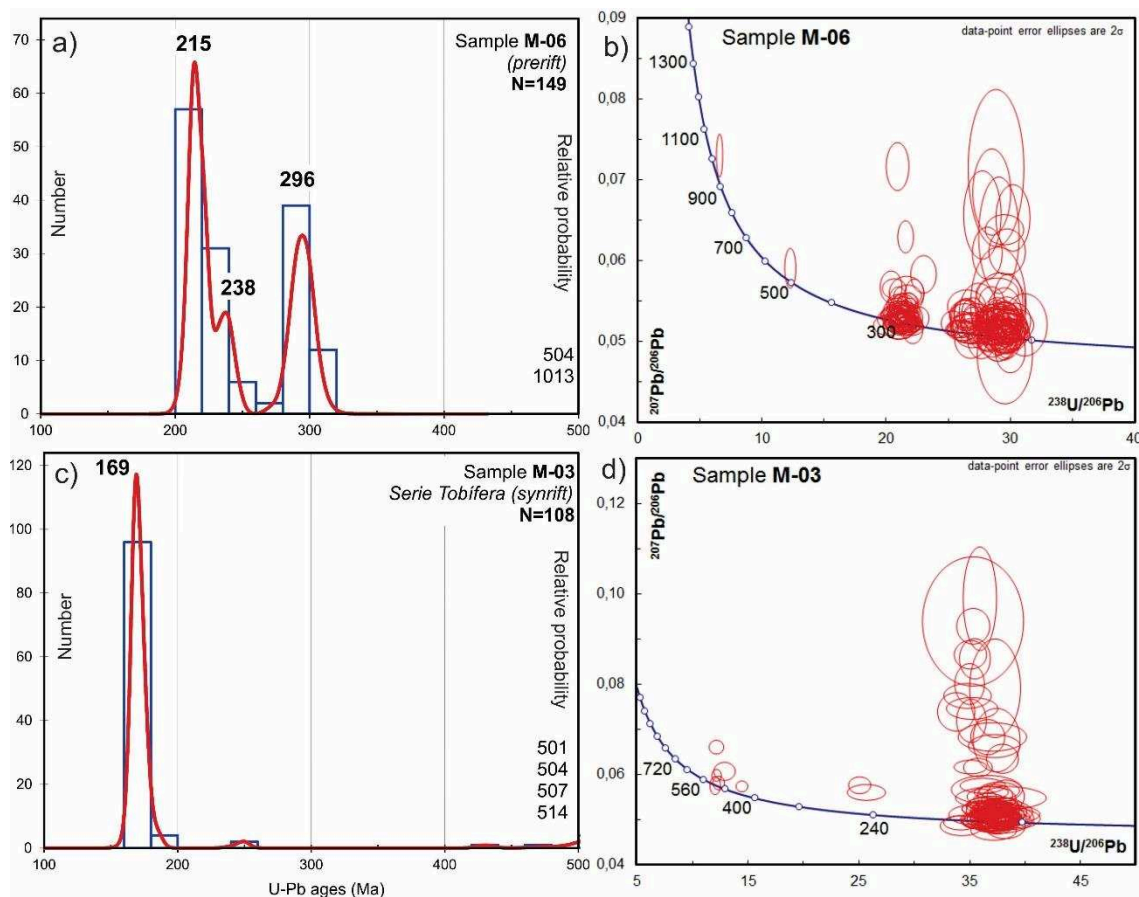 a)
Sample M-06
(prerift)
N=149
215
238
296
Number
Relative probability
504
1013
70
60
50
40
30
20
10
0
100
200
300
400
500
b)
Sample M-06
data-point error ellipses are 2σ
0,09
0,08
0,07
0,06
0,05
0,04
1300
1100
900
700
500
300
207Pb/206Pb
238U/206Pb
0
10
20
30
40
c)
Sample M-03
Serie Tobífera (synrift)
N=108
169
Number
Relative probability
501
504
507
514
120
100
80
60
40
20
0
100
200
300
400
500
U-Pb ages (Ma)
d)
Sample M-03
data-point error ellipses are 2σ
0,12
0,10
0,08
0,06
0,04
720
560
400
240
207Pb/206Pb
238U/206Pb
5
15
25
35
45